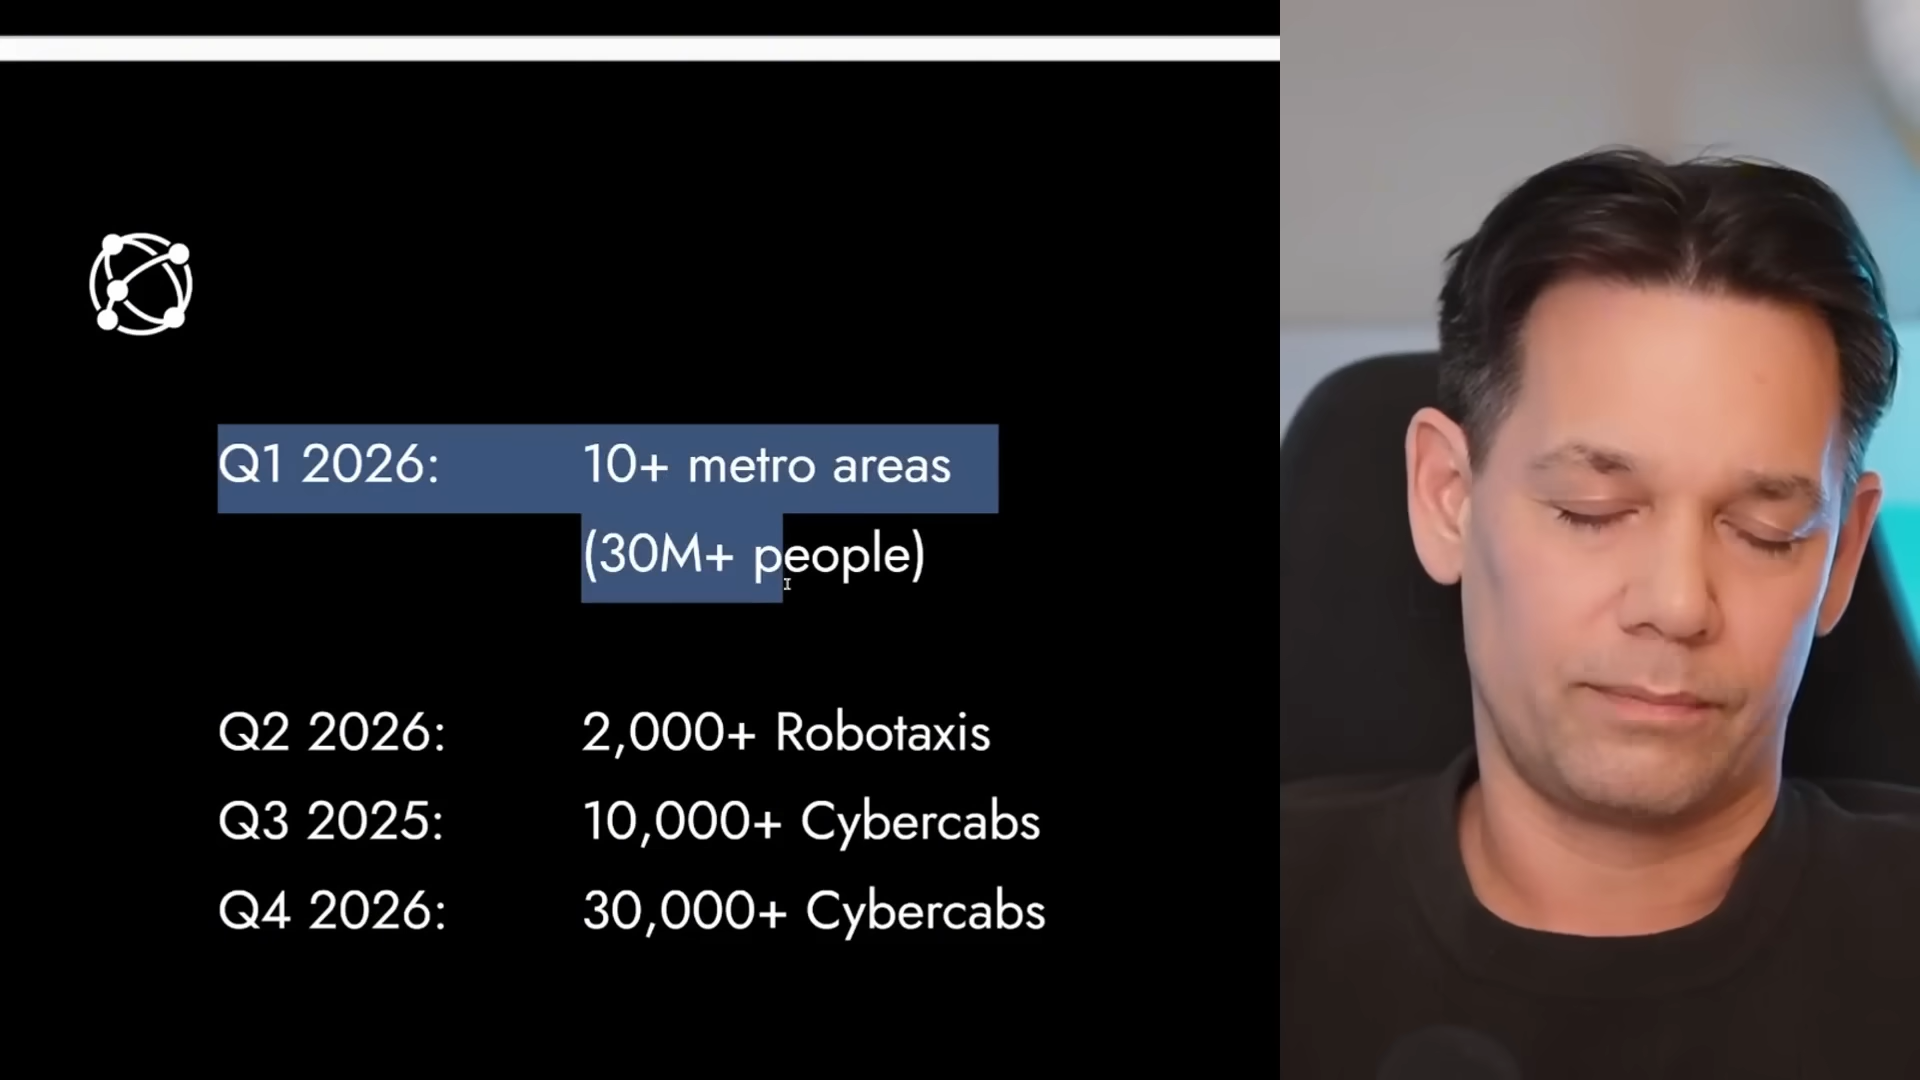 Q1 2026: 10+ metro areas
(30M+ people)
Q2 2026: 2,000+ Robotaxis
Q3 2025: 10,000+ Cybercabs
Q4 2026: 30,000+ Cybercabs